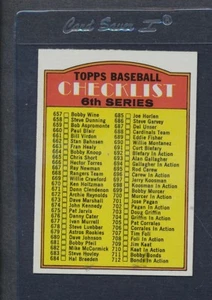 Card Saver 1
TOPPS BASEBALL
CHECKLIST
6th SERIES
657 Bobby Wine
658 Steve Dunning
659 Bob Aspromonte
660 Paul Blair
661 Bill Virdon
662 Stan Bahnsen
663 Fran Healy
664 Bobby Knoop
665 Chris Short
666 Hector Torres
667 Ray Newman
668 Rangers Team
669 Willie Crawford
670 Ken Holtzman
671 Donn Clendenon
672 Archie Reynolds
673 Dave Marshall
674 John Kennedy
675 Pat Jarvis
676 Danny Cater
677 Ivan Murrell
678 Steve Luebber
679 Astros Rookies
680 Dave Johnson
681 Bobby Pfeil
682 Mike McCormick
683 Steve Hovley
684 Hal Breeden
685 Joe Horlen
686 Steve Garvey
687 Del Unser
688 Cardinals Team
689 Eddie Fisher
690 Willie Montanez
691 Curt Blefary
692 In Action
693 Alan Gallagher
694 Gallagher In Action
695 Rod Carew
696 Carew In Action
697 Jerry Koosman
698 Koosman In Action
699 Bobby Murcer
700 In Action
701 Jose Pagan
702 Pagan In Action
703 Doug Griffin
704 Griffin In Action
705 Pat Corrales
706 In Action
707 Tim Foli
708 Foli In Action
709 Jim Kaat
710 Kaat In Action
711 Bobby Bonds
712 Bonds In Action